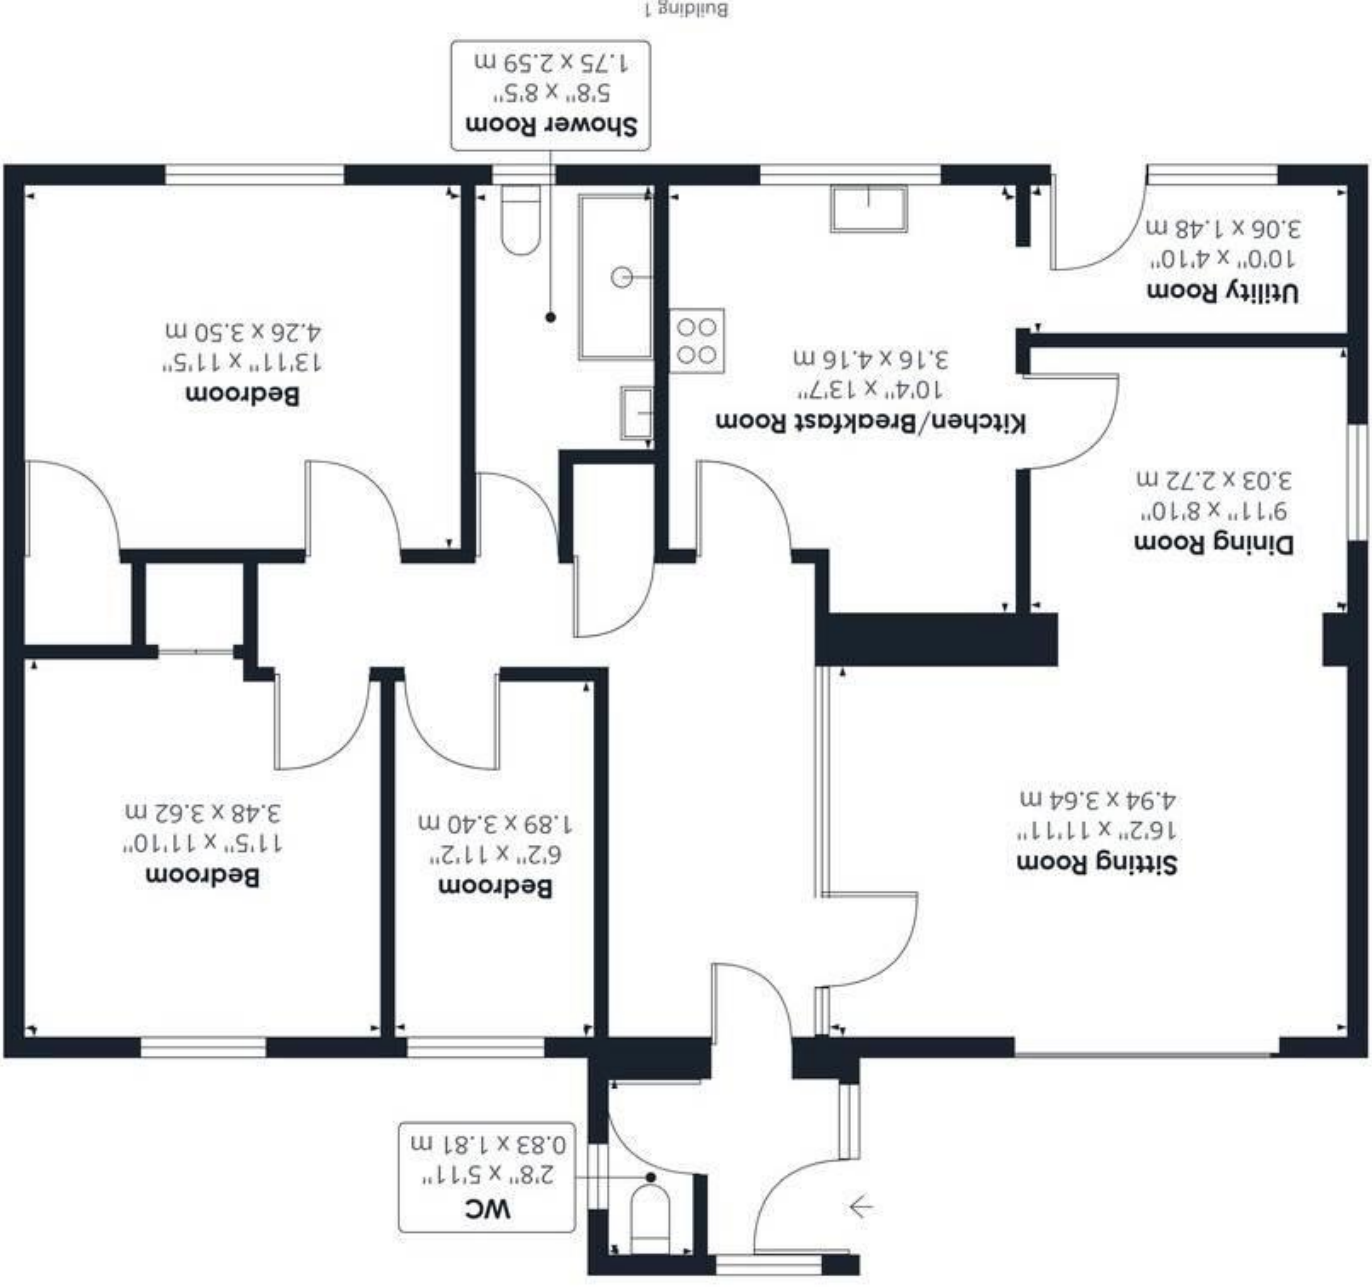 WC
2'8" x 5'11"
0.83 x 1.81 m
Sitting Room
16'2" x 11'11"
4.94 x 3.64 m
Bedroom
6'2" x 11'2"
1.89 x 3.40 m
Bedroom
11'5" x 11'10"
3.48 x 3.62 m
Dining Room
9'11" x 8'10"
3.03 x 2.72 m
Kitchen/Breakfast Room
10'4" x 13'7"
3.16 x 4.16 m
Bedroom
13'11" x 11'5"
4.26 x 3.50 m
Utility Room
10'0" x 4'10"
3.06 x 1.48 m
Shower Room
5'8" x 8'5"
1.75 x 2.59 m
Building 1